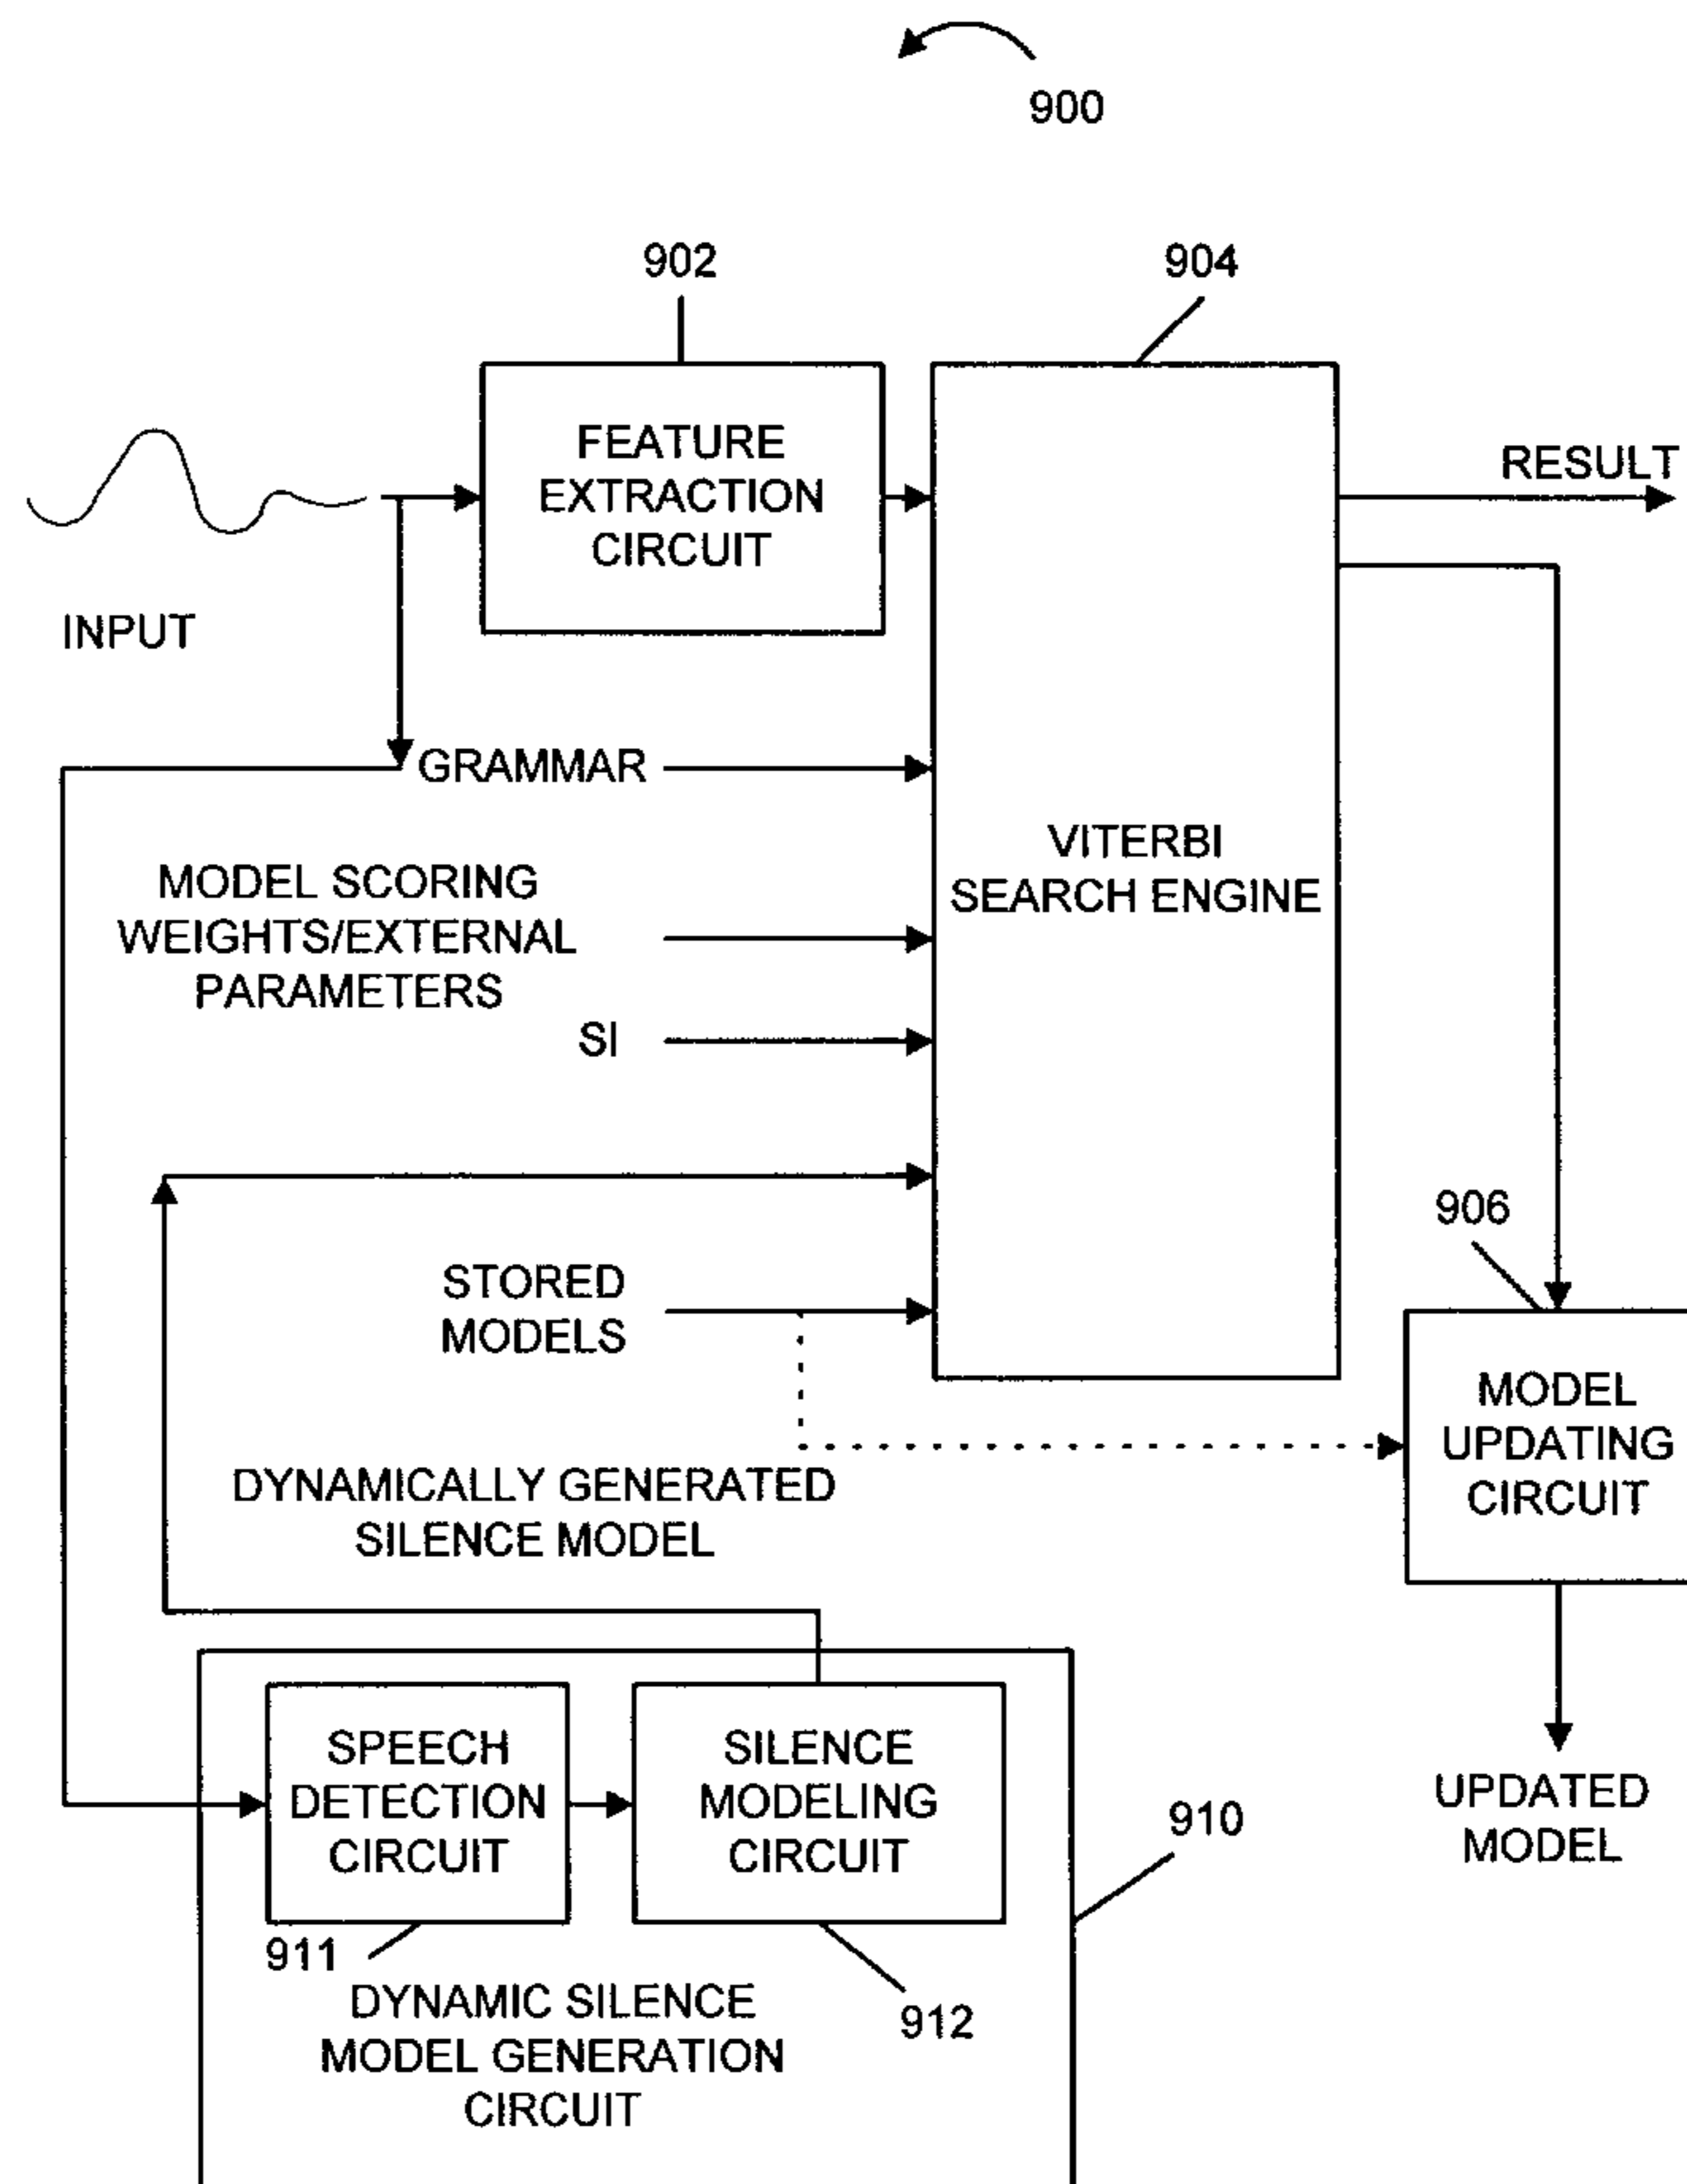 900
902
904
FEATURE
EXTRACTION
CIRCUIT
RESULT
INPUT
GRAMMAR
VITERBI
SEARCH ENGINE
MODEL SCORING
WEIGHTS/EXTERNAL
PARAMETERS
SI
906
STORED
MODELS
MODEL
UPDATING
CIRCUIT
DYNAMICALLY GENERATED
SILENCE MODEL
SPEECH
DETECTION
CIRCUIT
SILENCE
MODELING
CIRCUIT
910
UPDATED
MODEL
911
912
DYNAMIC SILENCE
MODEL GENERATION
CIRCUIT